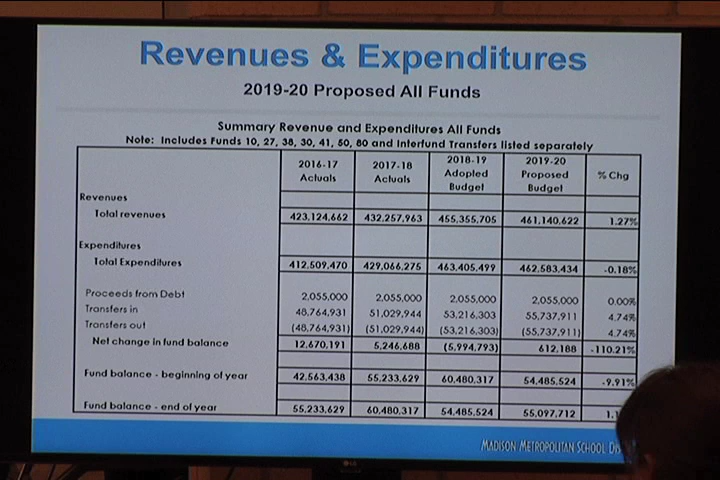 Revenues & Expenditures
2019-20 Proposed All Funds
Summary Revenue and Expenditures All Funds
Note: Includes Funds 10, 27, 38, 30, 41, 50, 80 and Interfund Transfers listed separately
2016-17 Actuals 2017-18 Actuals 2018-19 Adopted Budget 2019-20 Proposed Budget % Chg
Revenues
Total revenues 423,124,662 432,257,963 455,355,705 461,140,622 1.27%
Expenditures
Total Expenditures 412,509,470 429,066,275 463,405,499 462,583,434 -0.18%
Proceeds from Debt 2,055,000 2,055,000 2,055,000 2,055,000 0.00%
Transfers in 48,764,931 51,029,944 53,216,303 55,737,911 4.74%
Transfers out (48,764,931) (51,029,944) (53,216,303) (55,737,911) 4.74%
Net change in fund balance 12,670,191 5,246,688 (5,994,793) 612,188 -110.21%
Fund balance - beginning of year 42,563,438 55,233,629 60,480,317 54,485,524 -9.91%
Fund balance - end of year 55,233,629 60,480,317 54,485,524 55,097,712
MADISON METROPOLITAN SCHOOL
LG